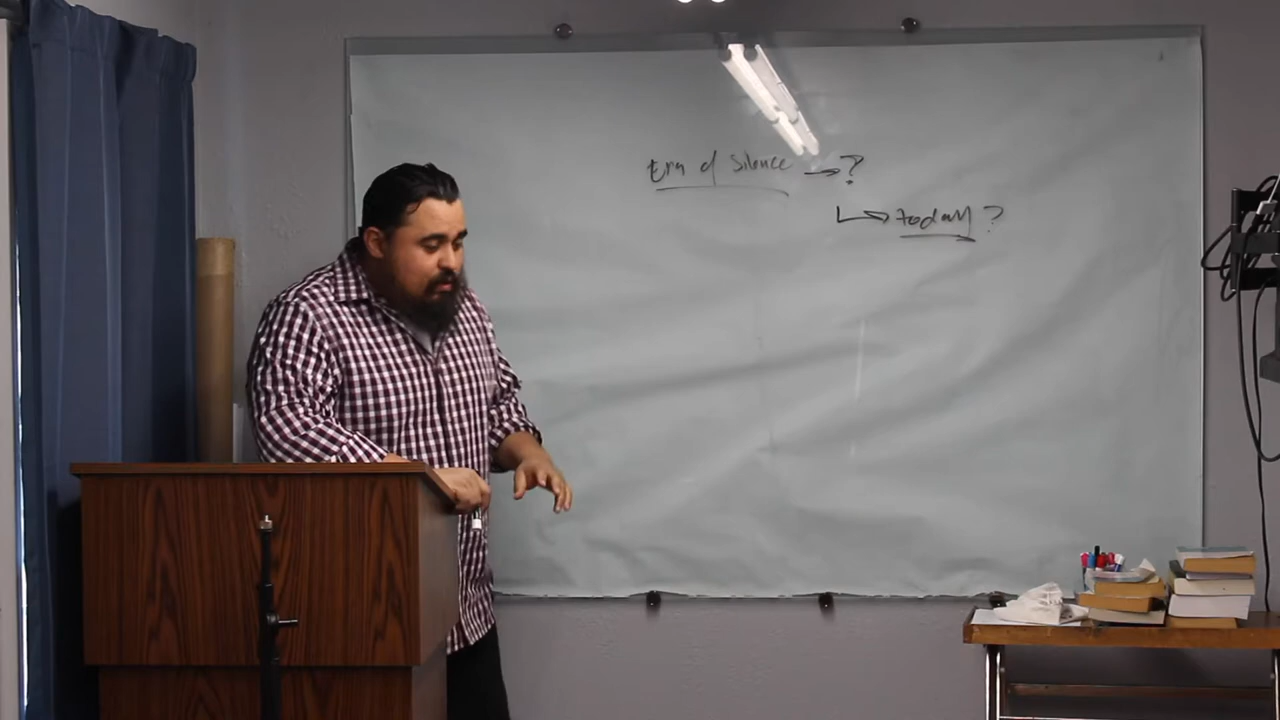 Era of Silence → ?
↳ today?